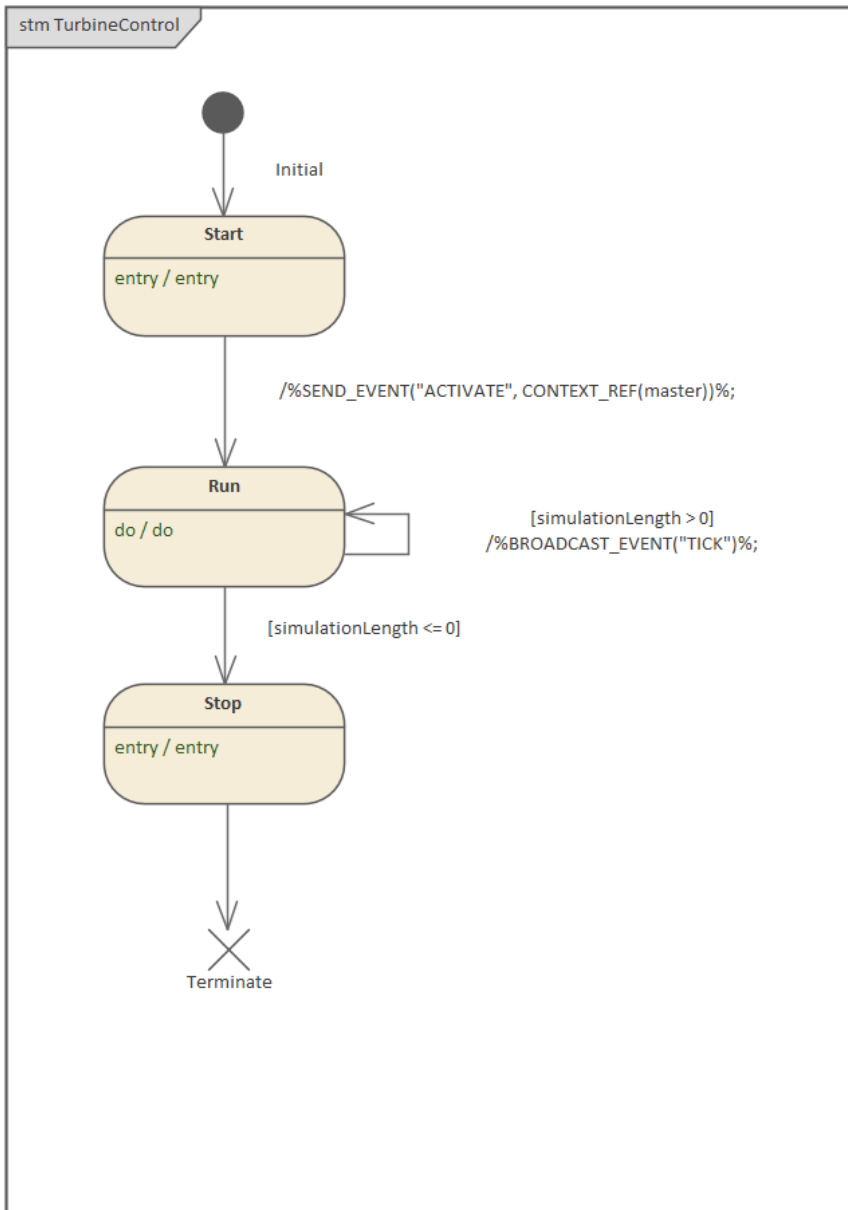 stm TurbineControl
Initial
Start
entry / entry
/%SEND_EVENT("ACTIVATE", CONTEXT_REF(master))%;
Run
do / do
[simulationLength > 0]
/%BROADCAST_EVENT("TICK")%;
[simulationLength <= 0]
Stop
entry / entry
Terminate